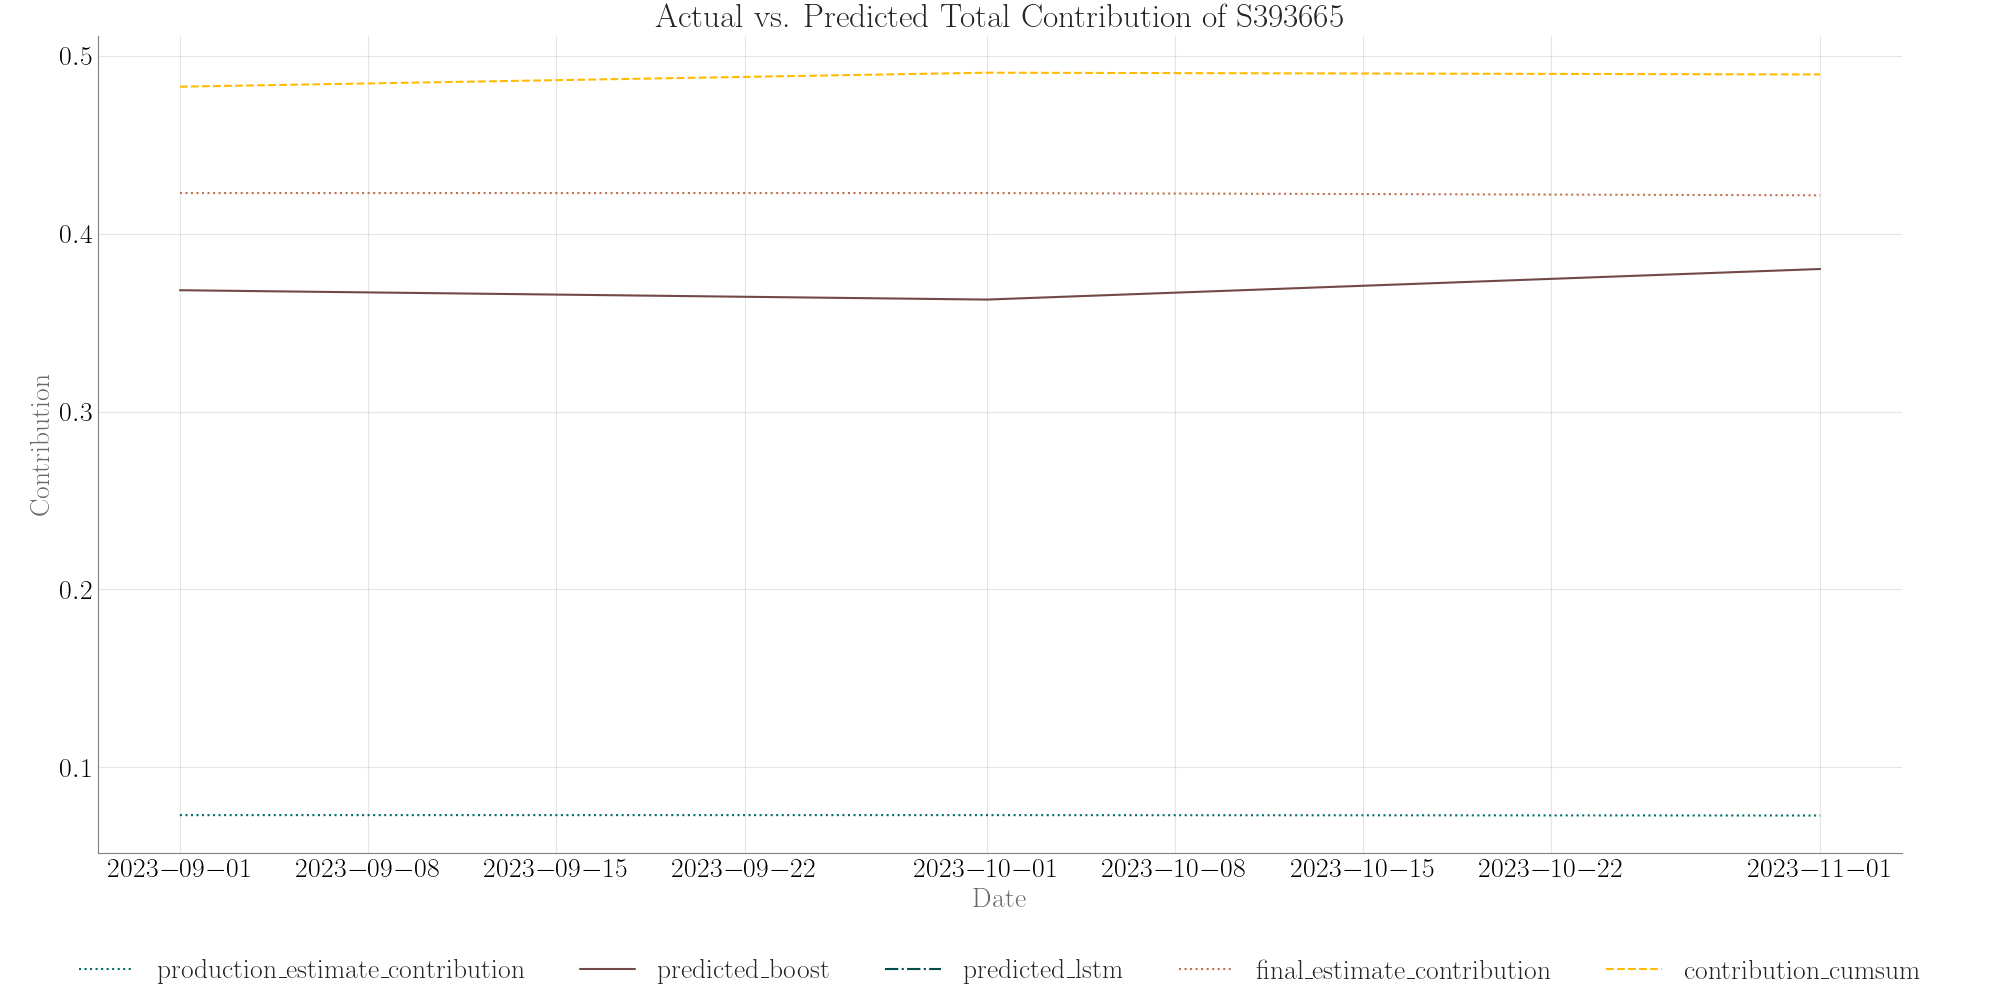 Actual vs. Predicted Total Contribution of S393665
0.5
0.4
0.3
0.2
0.1
Contribution
2023−09−01 2023−09−08 2023−09−15 2023−09−22 2023−10−01 2023−10−08 2023−10−15 2023−10−22 2023−11−01
Date
production_estimate_contribution predicted_boost predicted_lstm final_estimate_contribution contribution_cumsum